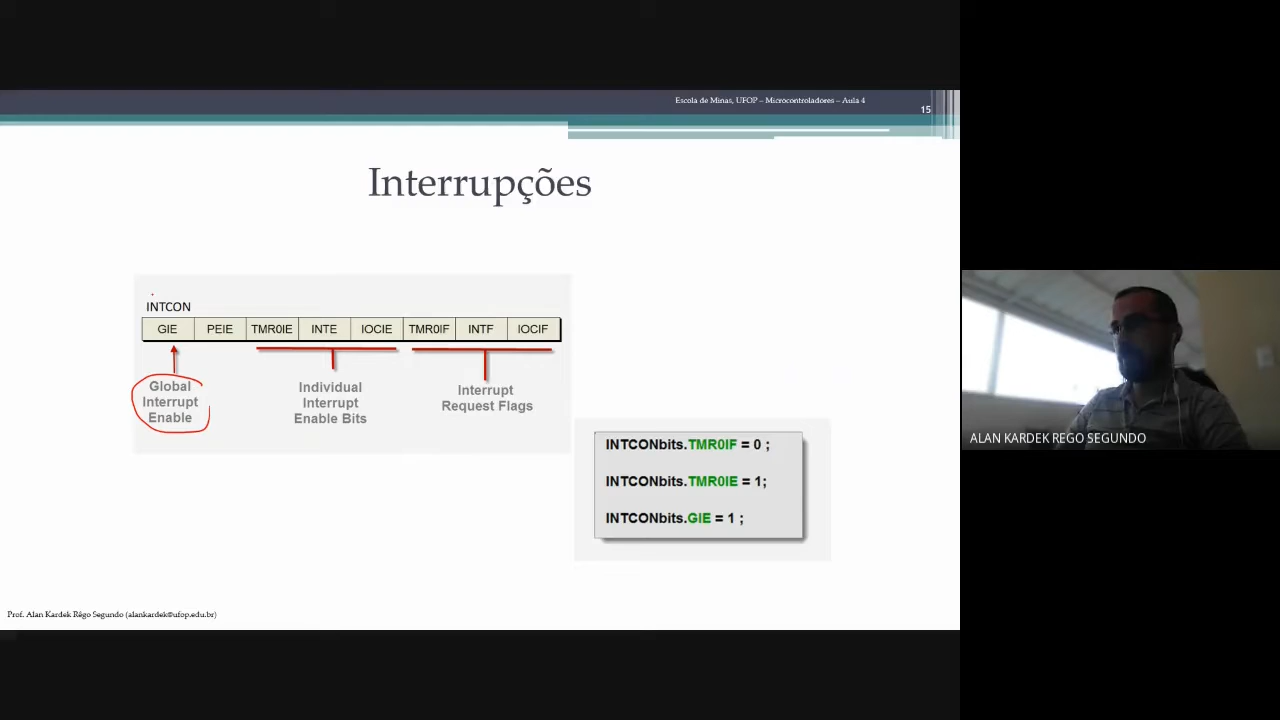 Escola de Minas, UFOP – Microcontroladores – Aula 4
15
Interrupções
INTCON
GIE PEIE TMR0IE INTE IOCIE TMR0IF INTF IOCIF
Global
Interrupt
Enable
Individual
Interrupt
Enable Bits
Interrupt
Request Flags
INTCONbits.TMR0IF = 0 ;
INTCONbits.TMR0IE = 1;
INTCONbits.GIE = 1 ;
ALAN KARDEK REGO SEGUNDO
Prof. Alan Kardek Rêgo Segundo (alankardek@ufop.edu.br)